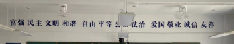 富强 民主 文明 和谐 自由 平等 公 法治 爱国 敬业 诚信 友善